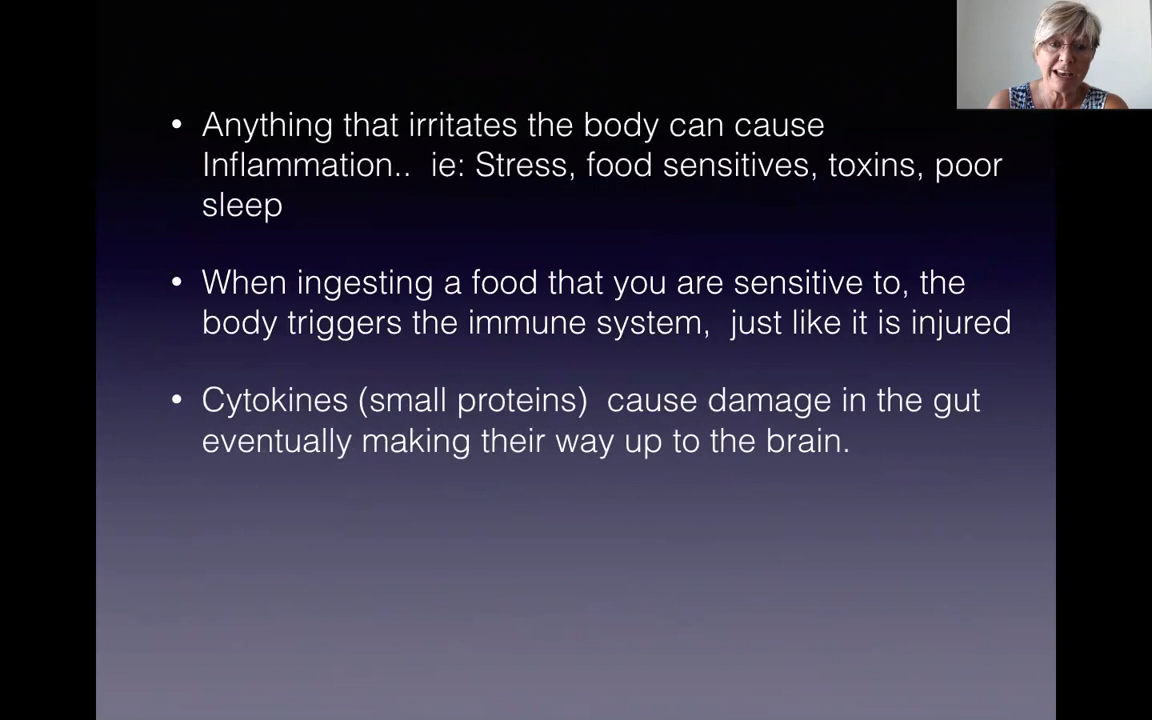 • Anything that irritates the body can cause
Inflammation.. ie: Stress, food sensitives, toxins, poor
sleep
• When ingesting a food that you are sensitive to, the
body triggers the immune system, just like it is injured
• Cytokines (small proteins) cause damage in the gut
eventually making their way up to the brain.